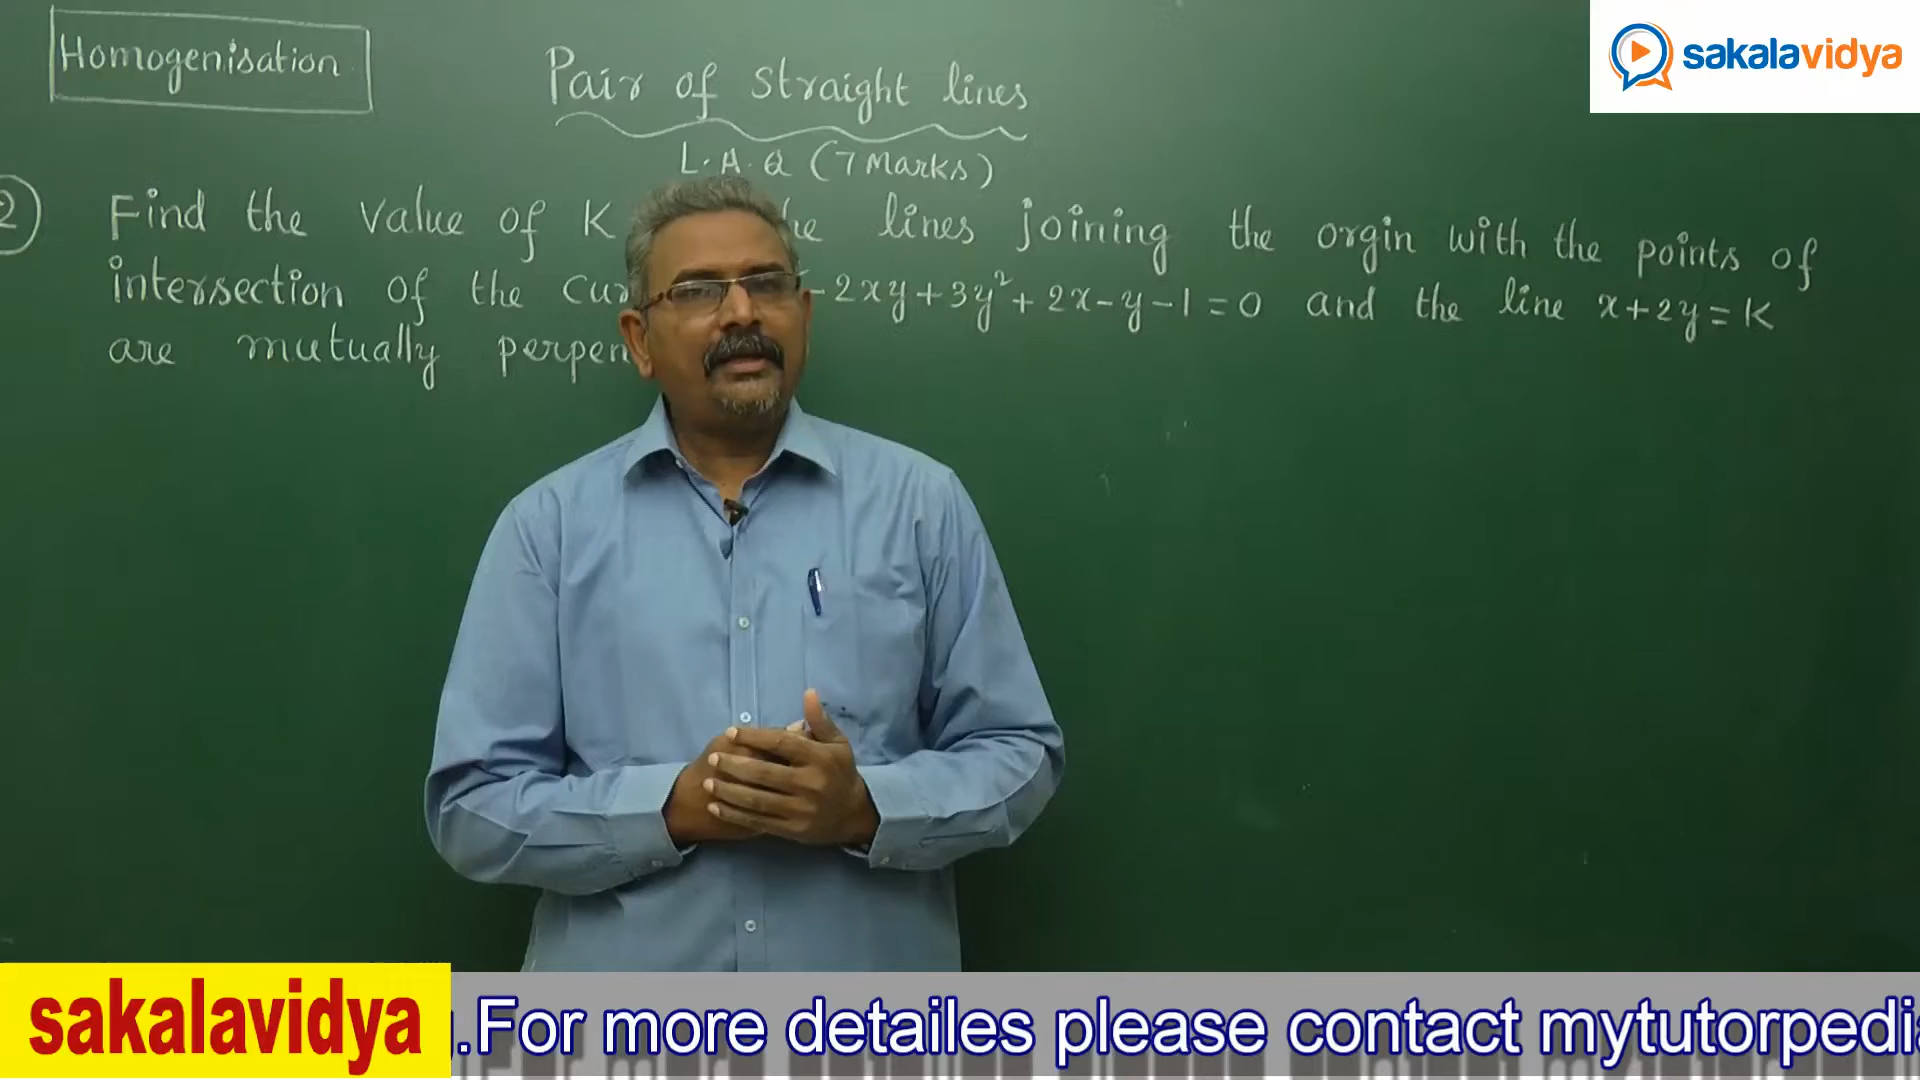 Homogenisation
sakalavidya
Pair of straight lines
L.A.Q (7 Marks)
2 Find the value of K lines joining the orgin with the points of
intersection of the - 2xy + 3y² + 2x - y - 1 = 0 and the line x + 2y = K
are mutually
sakalavidya .For more detailes please contact